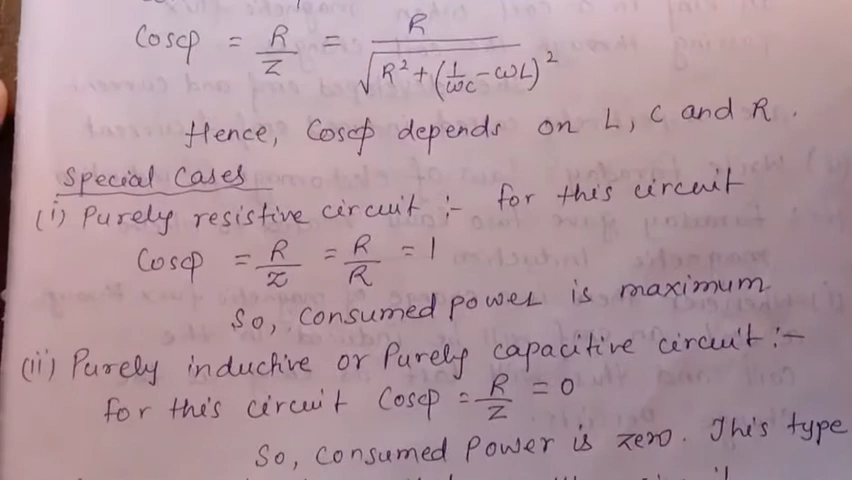 Cosφ = R/Z = R/√(R² + (1/ωC - ωL)²)
Hence, Cosφ depends on L, C and R.
Special Cases
(i) Purely resistive circuit :- for this circuit
Cosφ = R/Z = R/R = 1
So, consumed power is maximum
(ii) Purely inductive or Purely capacitive circuit :-
for this circuit Cosφ = R/Z = 0
So, consumed Power is zero. This type